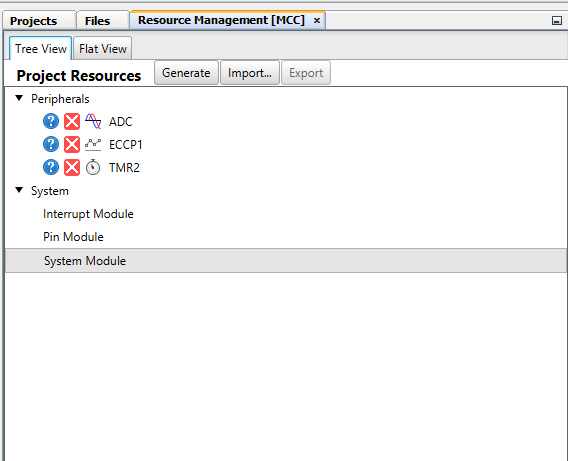 Projects Files Resource Management [MCC] ×
Tree View Flat View
Project Resources Generate Import... Export
Peripherals
? ADC
? ECCP1
? TMR2
System
Interrupt Module
Pin Module
System Module